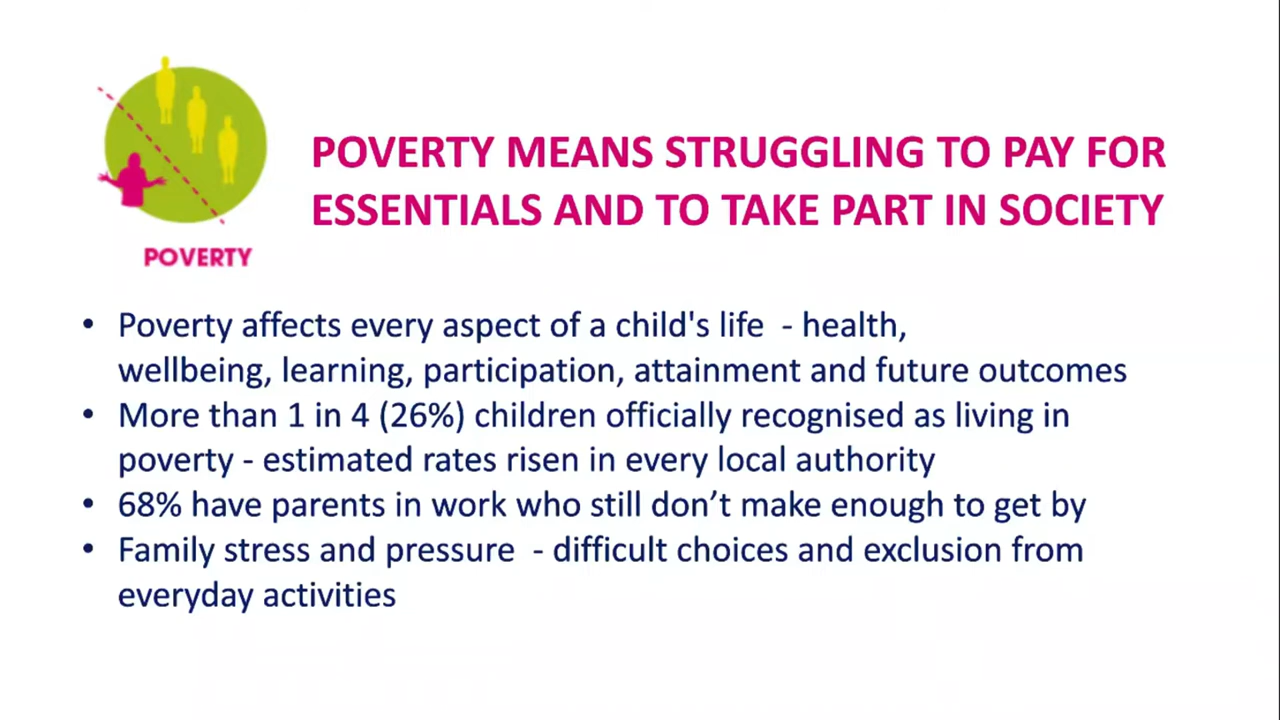 POVERTY MEANS STRUGGLING TO PAY FOR
ESSENTIALS AND TO TAKE PART IN SOCIETY
POVERTY
• Poverty affects every aspect of a child's life  - health,
wellbeing, learning, participation, attainment and future outcomes
• More than 1 in 4 (26%) children officially recognised as living in
poverty - estimated rates risen in every local authority
• 68% have parents in work who still don’t make enough to get by
• Family stress and pressure  - difficult choices and exclusion from
everyday activities